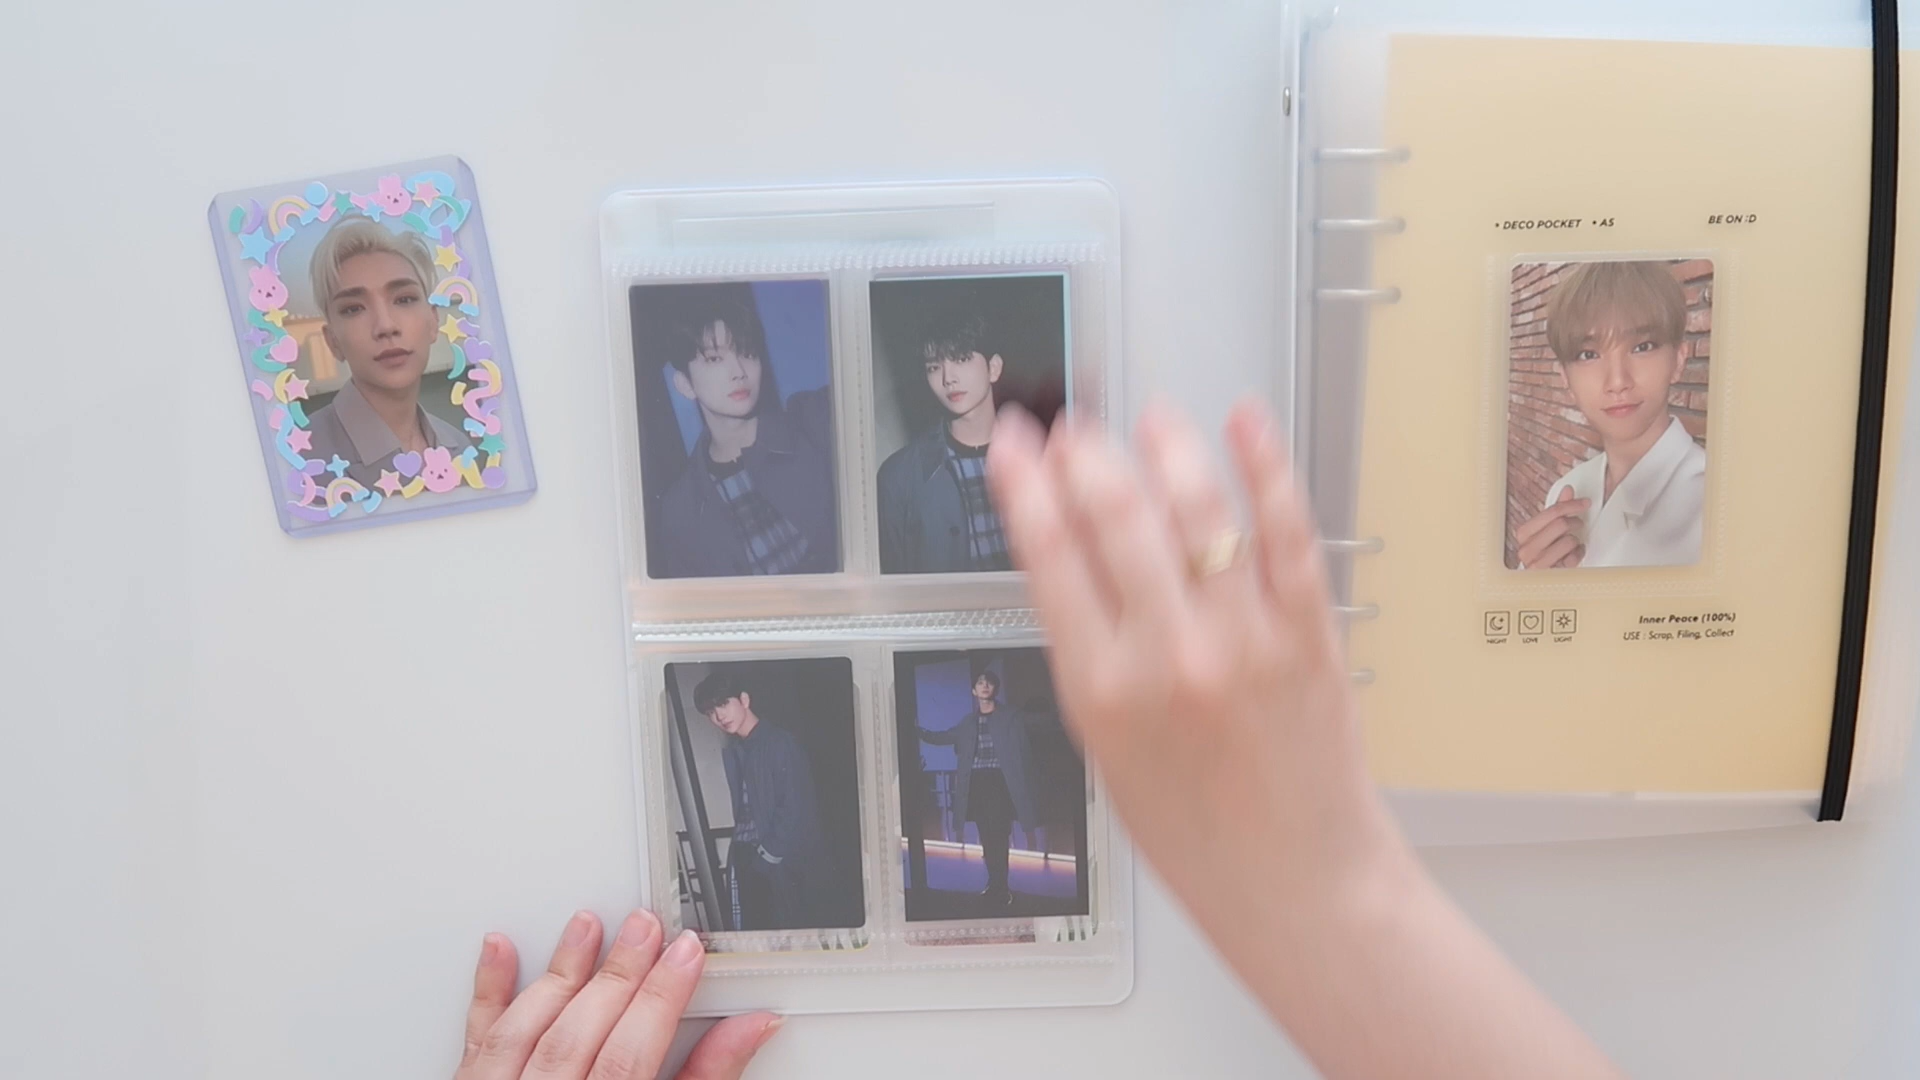 • DECO POCKET • A5 BE ON :D
NIGHT LOVE LIGHT
Inner Peace (100%)
USE : Scrap, Filing, Collect